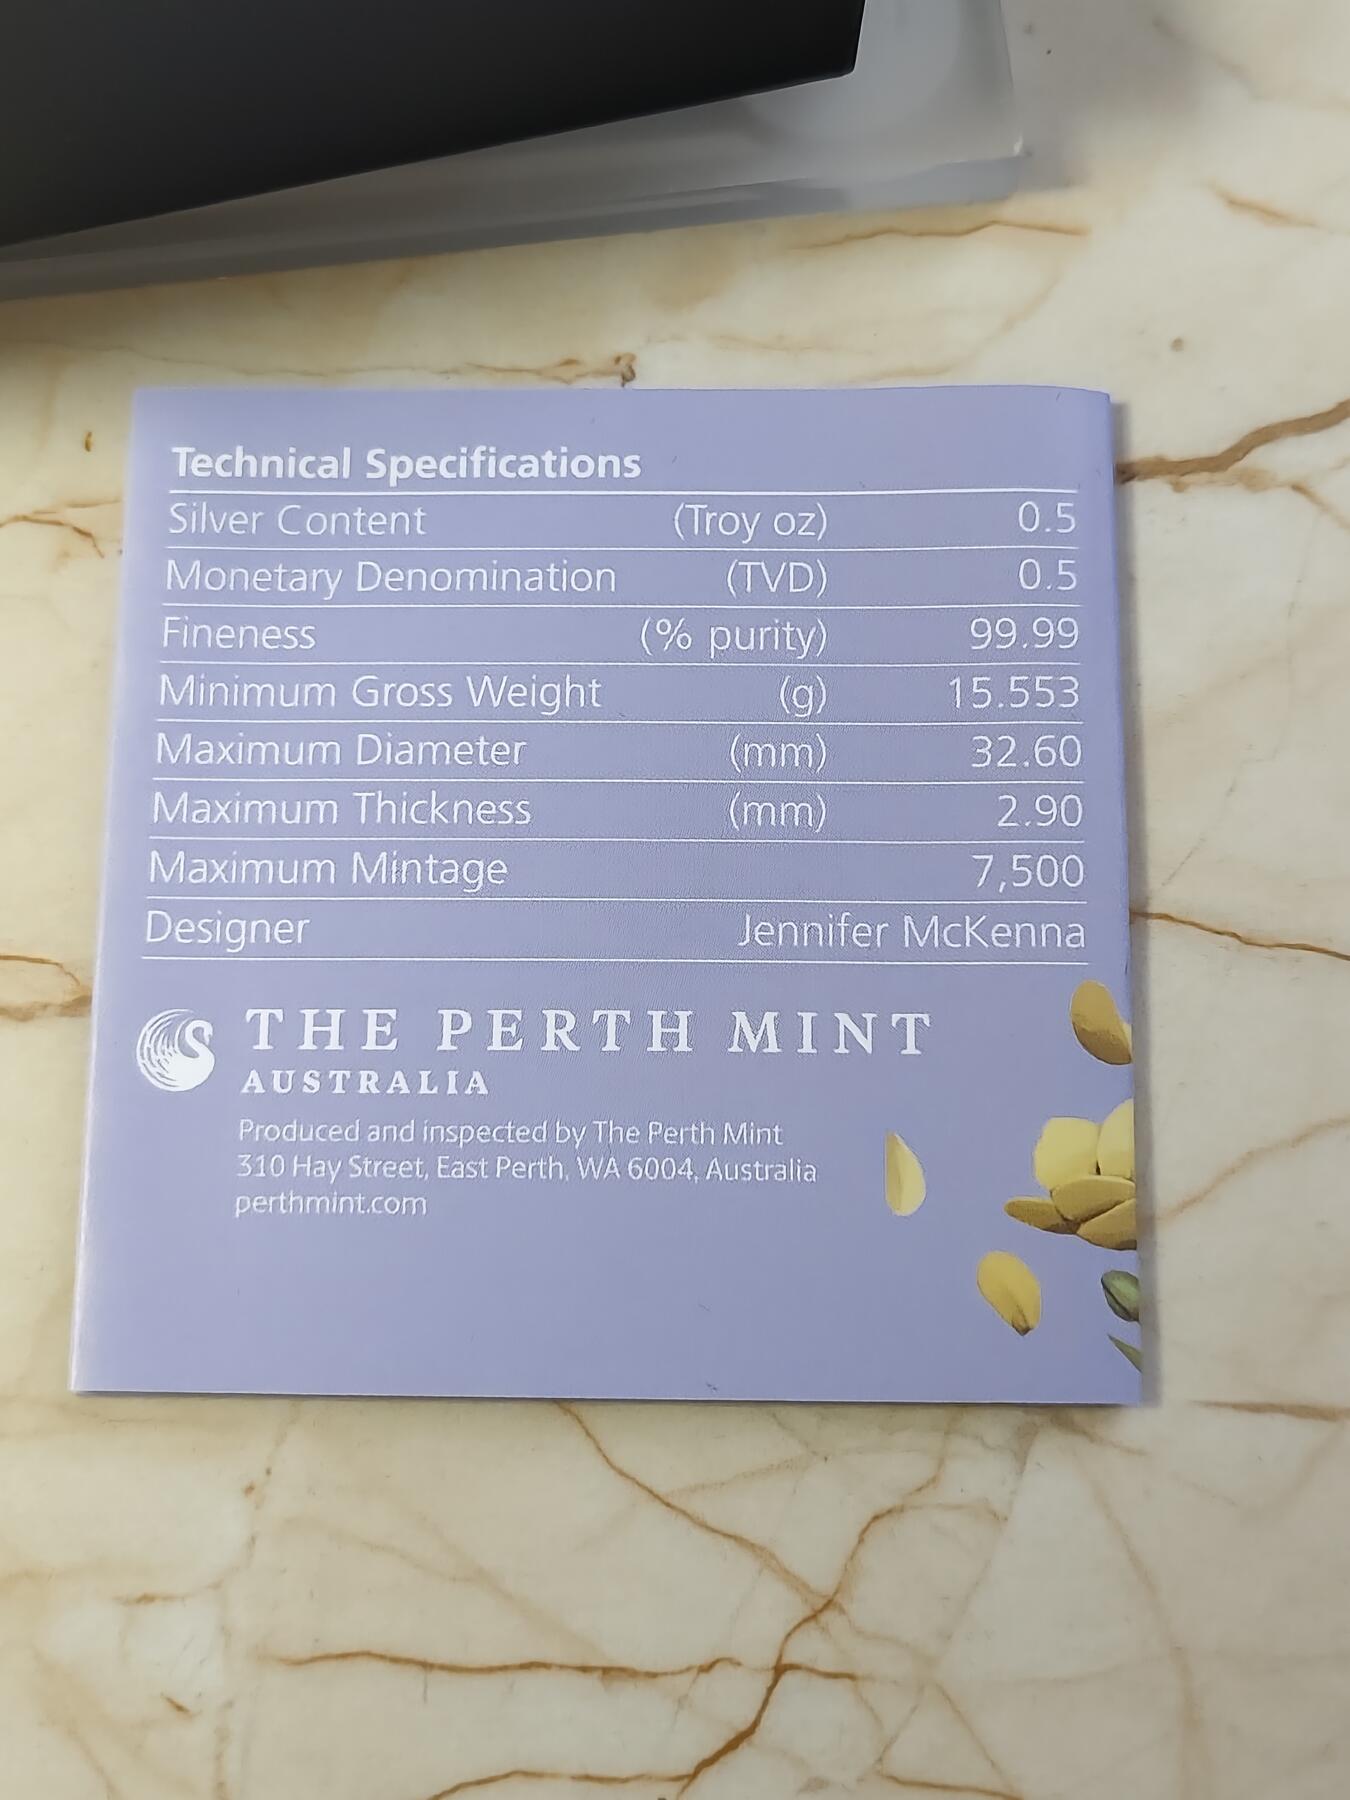 Technical Specifications
Silver Content (Troy oz) 0.5
Monetary Denomination (TVD) 0.5
Fineness (% purity) 99.99
Minimum Gross Weight (g) 15.553
Maximum Diameter (mm) 32.60
Maximum Thickness (mm) 2.90
Maximum Mintage 7,500
Designer Jennifer McKenna
THE PERTH MINT
AUSTRALIA
Produced and inspected by The Perth Mint
310 Hay Street, East Perth, WA 6004, Australia
perthmint.com